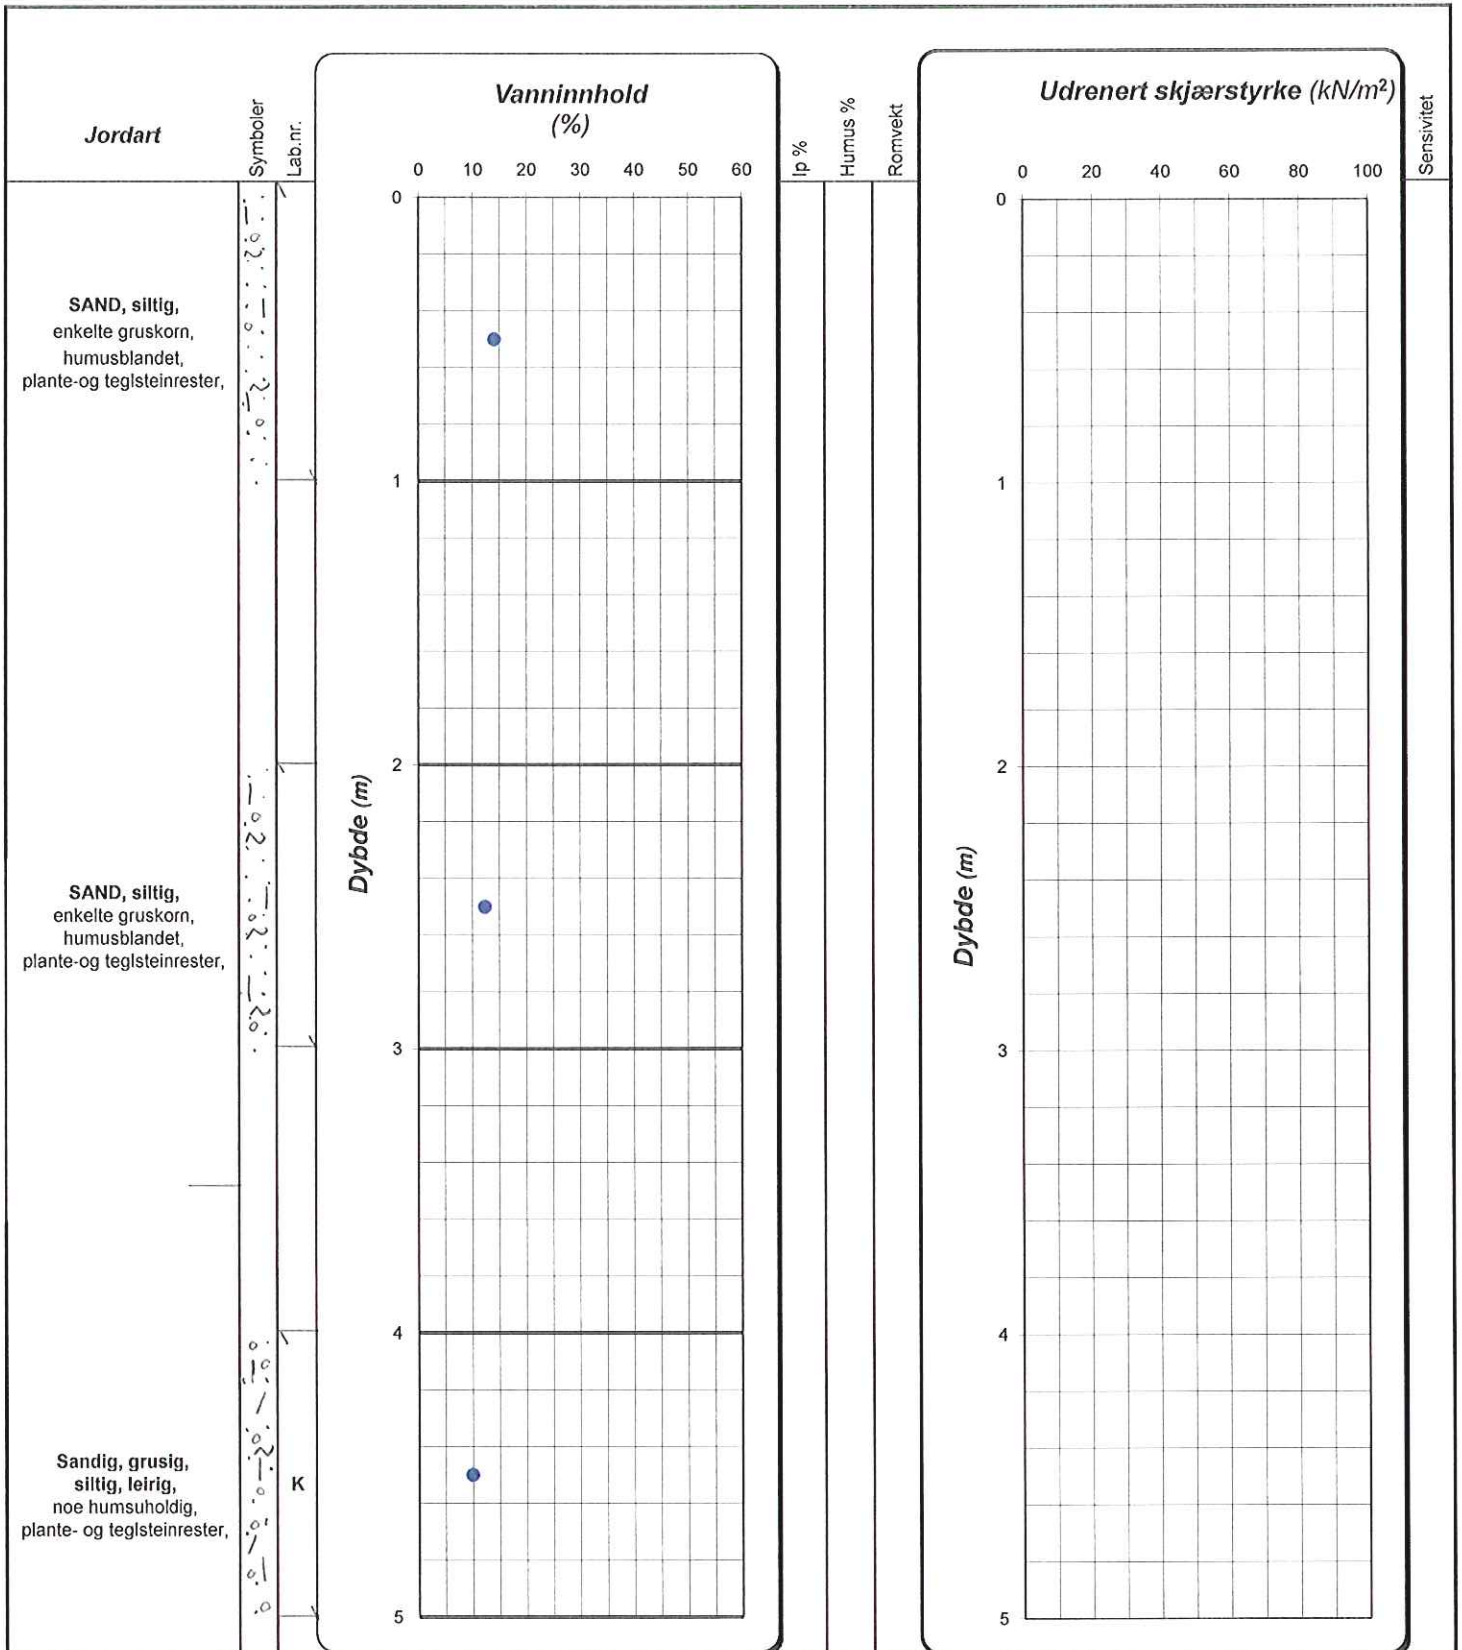 Jordart
Symboler
Lab.nr.
Vanninnhold
(%)
0 10 20 30 40 50 60
Ip %
Humus %
Romvekt
Udrenert skjærstyrke (kN/m²)
0 20 40 60 80 100
Sensivitet
SAND, siltig,
enkelte gruskorn,
humusblandet,
plante-og teglsteinrester,
SAND, siltig,
enkelte gruskorn,
humusblandet,
plante-og teglsteinrester,
Sandig, grusig,
siltig, leirig,
noe humsuholdig,
plante- og teglsteinrester,
K
Dybde (m)
0
1
2
3
4
5
Dybde (m)
0
1
2
3
4
5